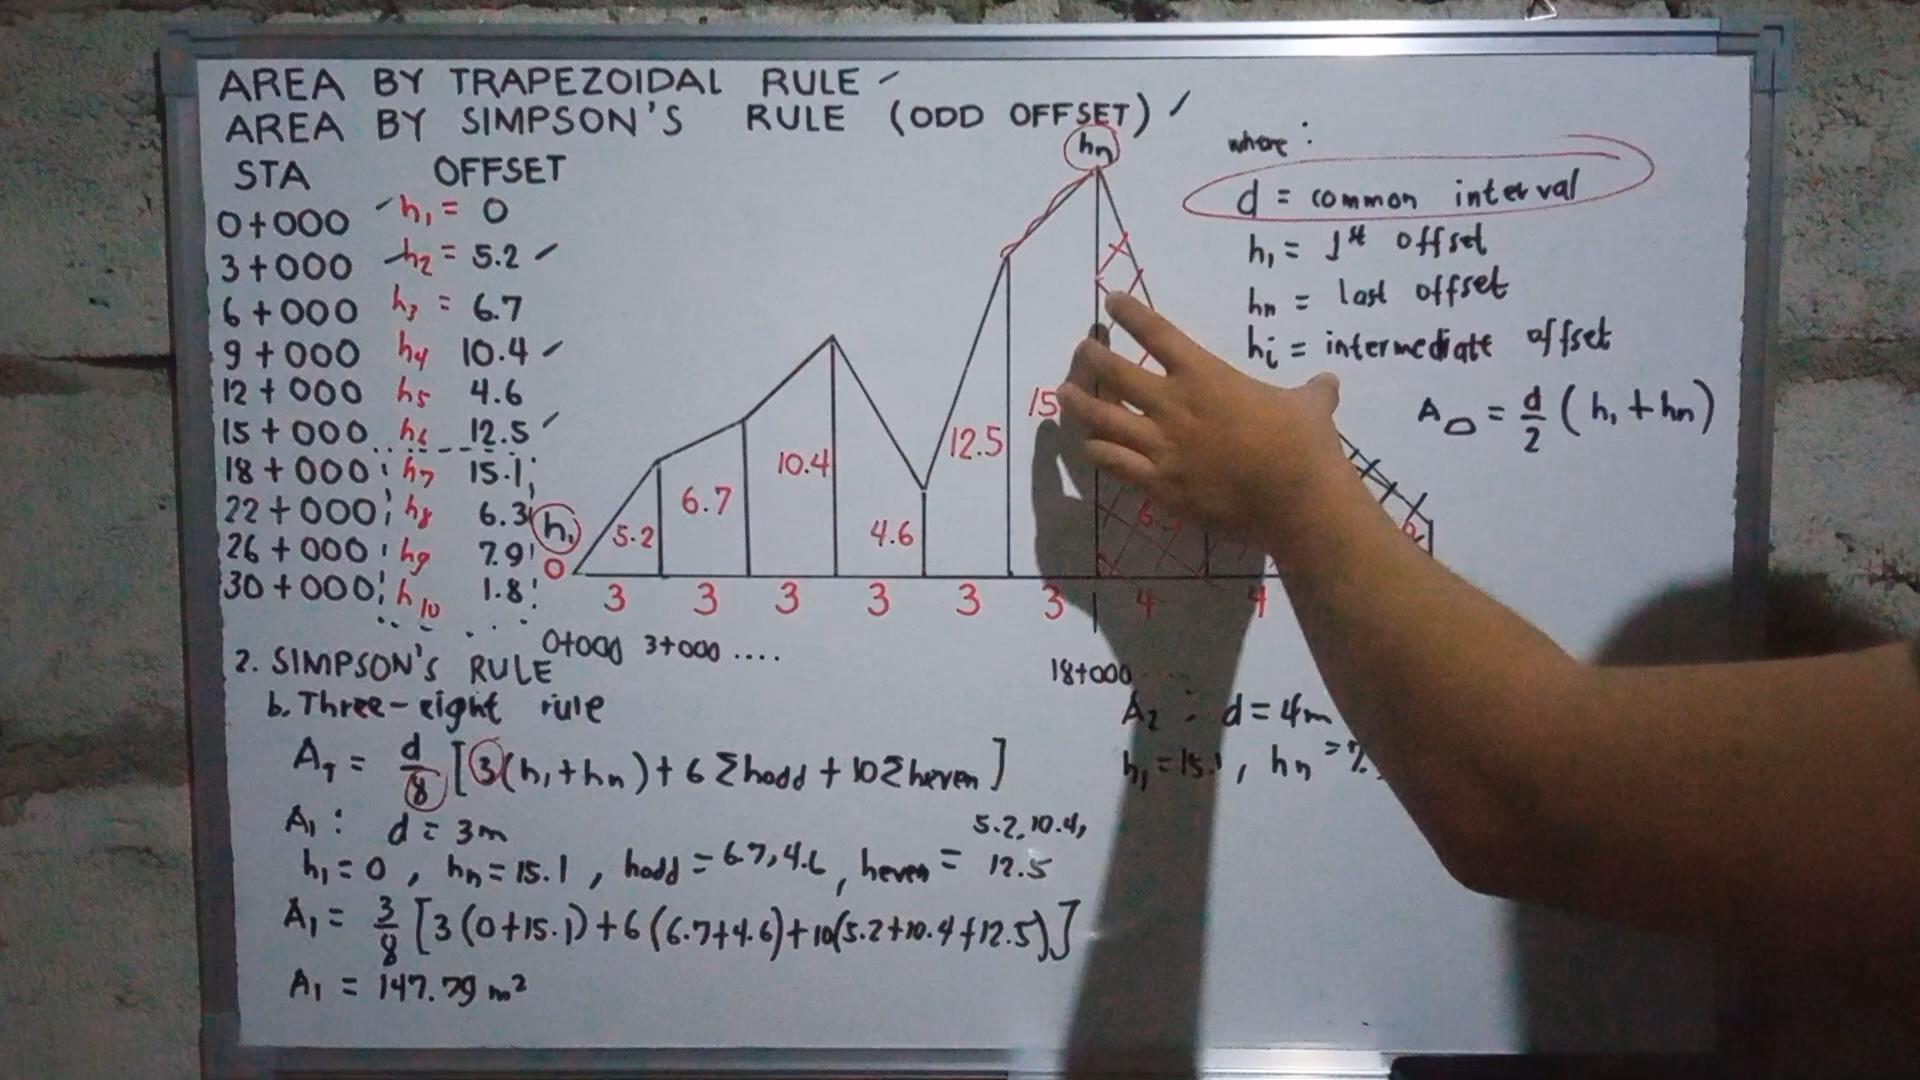 AREA BY TRAPEZOIDAL RULE
AREA BY SIMPSON'S RULE (ODD OFFSET)
STA OFFSET
0+000 h₁ = 0
3+000 h₂ = 5.2
6+000 h₃ = 6.7
9+000 h₄ 10.4
12+000 h₅ 4.6
15+000 h₆ 12.5
18+000 h₇ 15.1
22+000 h₈ 6.3
26+000 h₉ 7.9
30+000 h₁₀ 1.8
where :
d = common interval
h₁ = 1st offset
hn = last offset
hi = intermediate offset
A = d/2 (h₁ + hn)
hn
h₁
0
5.2
6.7
10.4
4.6
12.5
15
3 3 3 3 3 3 4 4
0+000 3+000 ....
18+000
2. SIMPSON'S RULE
b. Three-eight rule
A_T = d/8 [3(h₁+hn) + 6 Σhodd + 10Σheven]
A₁ : d = 3m
h₁ = 0 , hn = 15.1 , hodd = 6.7, 4.6 , heven = 5.2, 10.4, 12.5
A₁ = 3/8 [3(0+15.1)+6(6.7+4.6)+10(5.2+10.4+12.5)]
A₁ = 147.79 m²
A₂ : d = 4m
h₁ = 15.1 , hn =